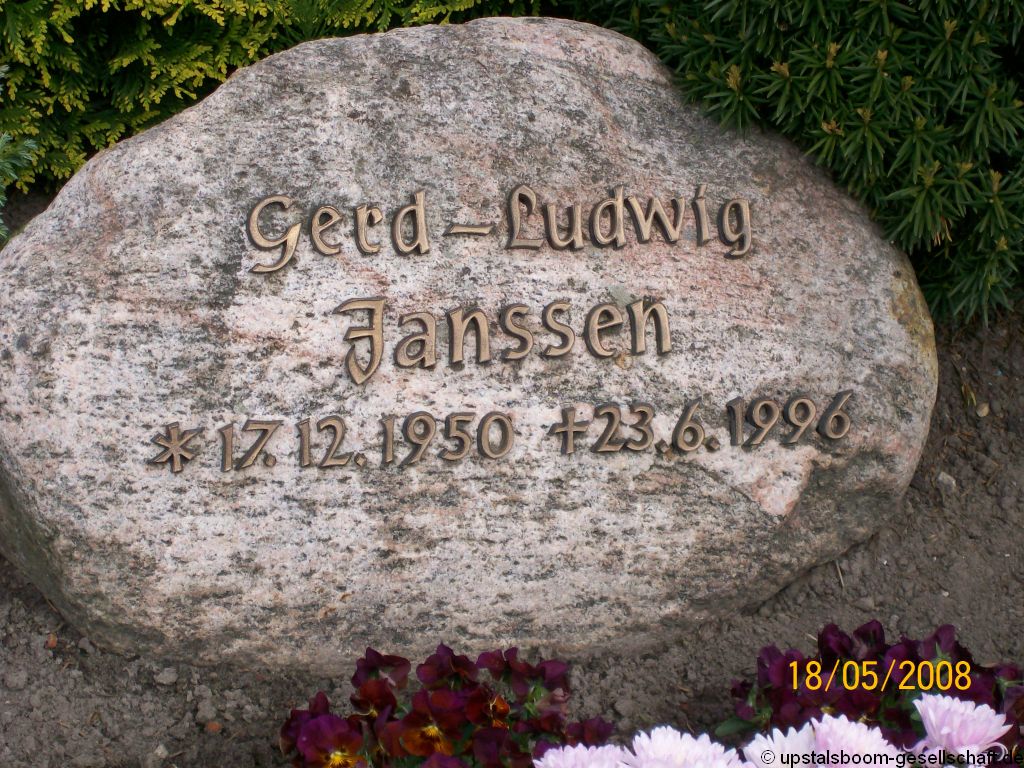 Gerd-Ludwig
Janssen
* 17.12.1950 † 23.6.1996
18/05/2008
© upstalsboom-gesellschaft.de